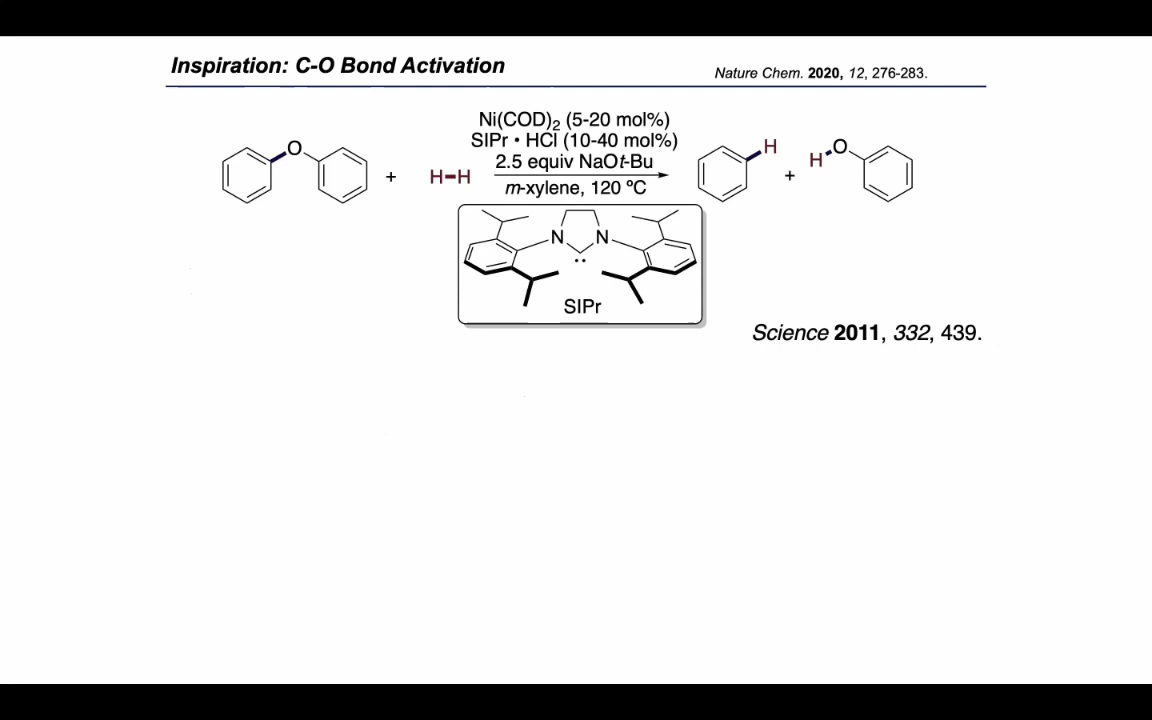 Inspiration: C-O Bond Activation
Nature Chem. 2020, 12, 276-283.
Ni(COD)2 (5-20 mol%)
SIPr • HCl (10-40 mol%)
2.5 equiv NaOt-Bu
m-xylene, 120 ºC
O
+
H-H
H
+
H
O
N
N
SIPr
Science 2011, 332, 439.